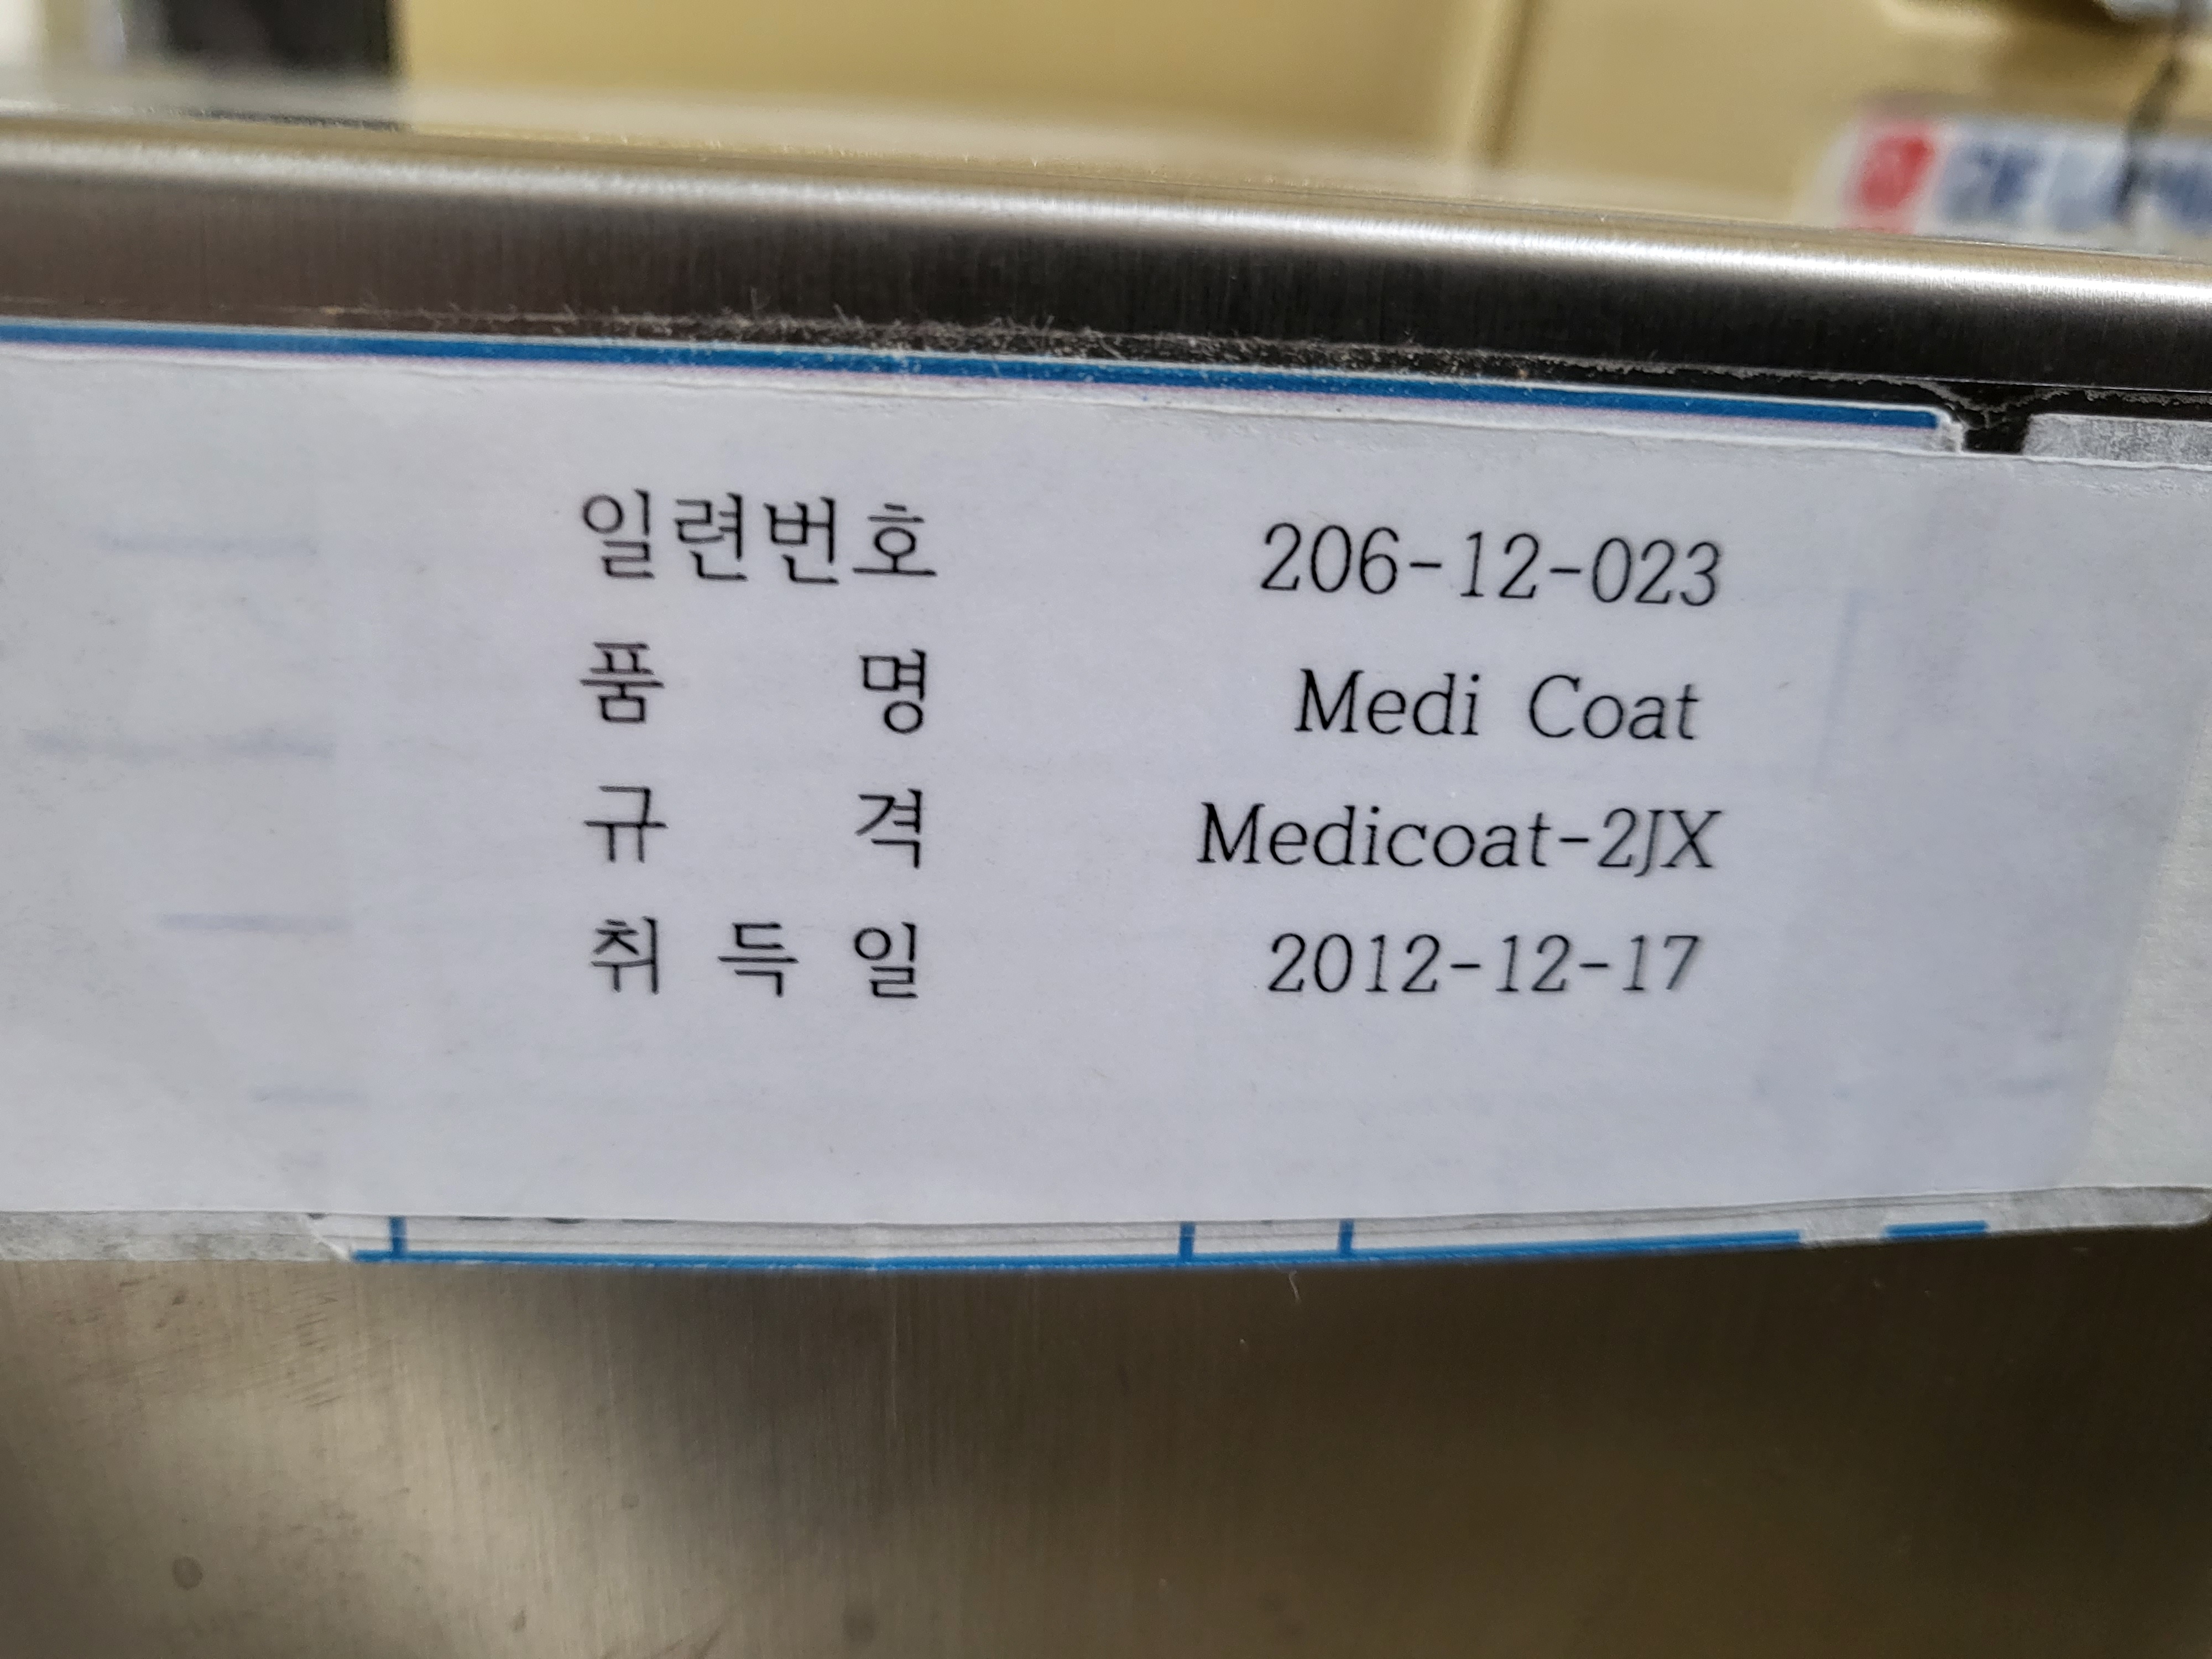 일련번호 206-12-023
품 명 Medi Coat
규 격 Medicoat-2JX
취 득 일 2012-12-17